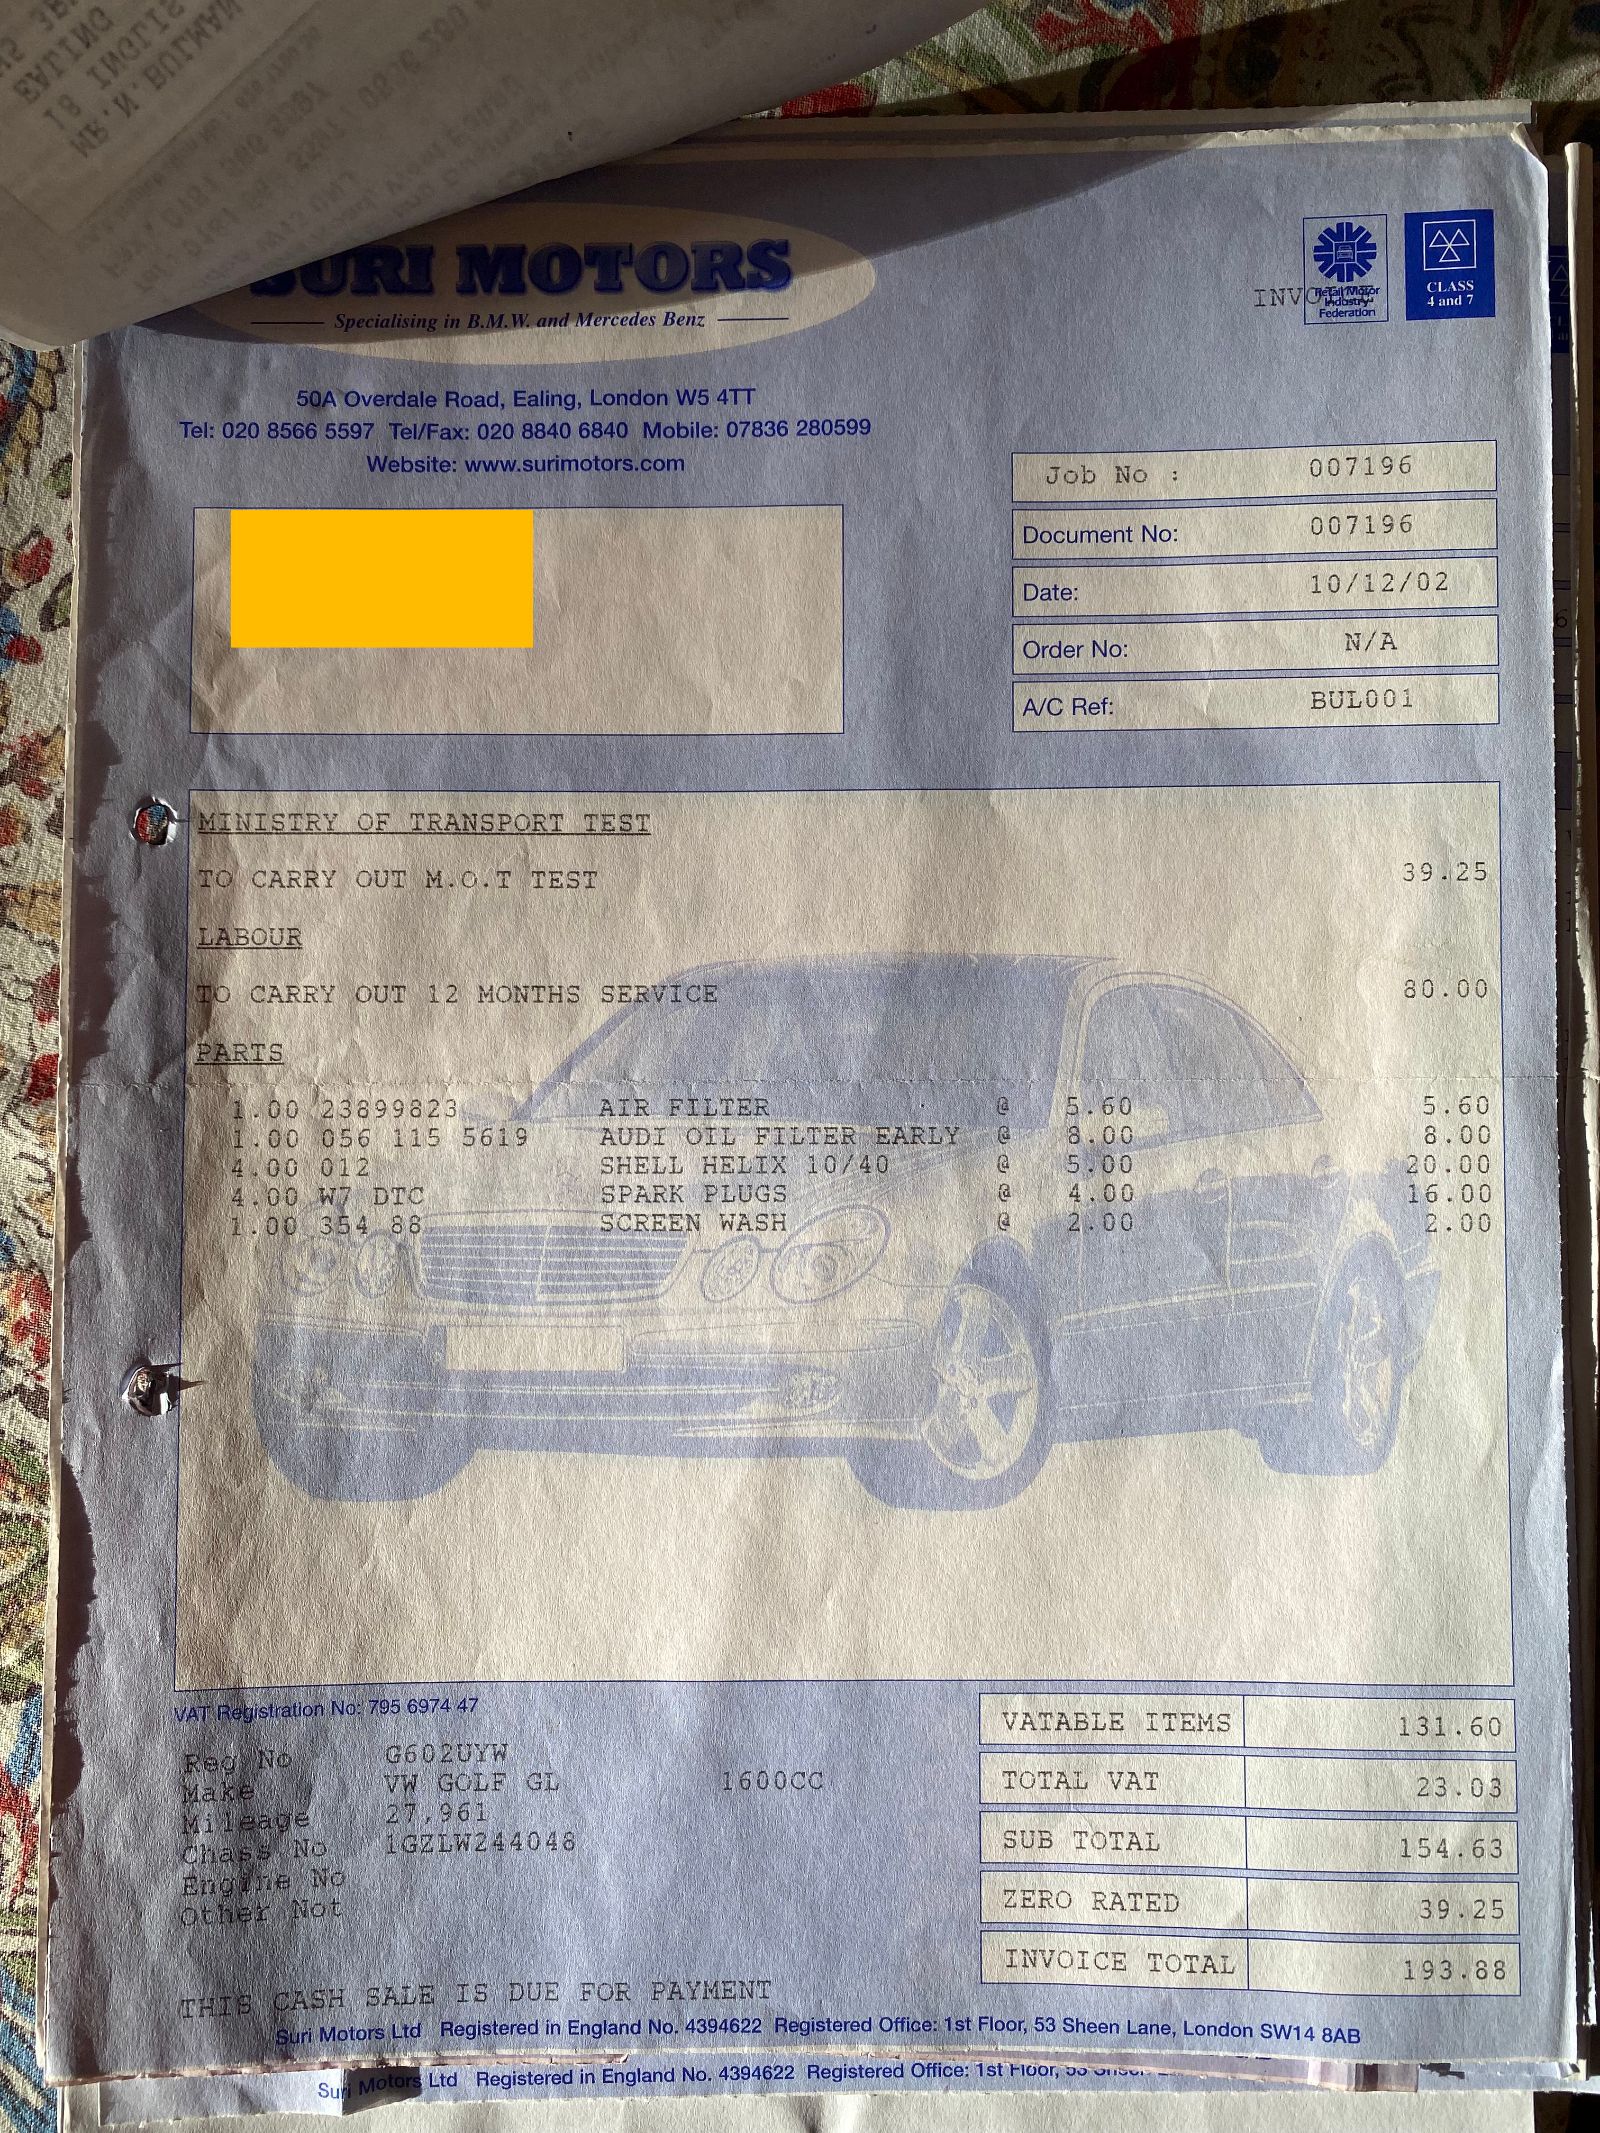 MR.N.BULMAN
18 INGLIS
EALING
SURI MOTORS
Specialising in B.M.W. and Mercedes Benz
INVOICE
Retail Motor
Industry
Federation
CLASS
4 and 7
50A Overdale Road, Ealing, London W5 4TT
Tel: 020 8566 5597 Tel/Fax: 020 8840 6840 Mobile: 07836 280599
Website: www.surimotors.com
Job No : 007196
Document No: 007196
Date: 10/12/02
Order No: N/A
A/C Ref: BUL001
MINISTRY OF TRANSPORT TEST
TO CARRY OUT M.O.T TEST 39.25
LABOUR
TO CARRY OUT 12 MONTHS SERVICE 80.00
PARTS
1.00 23899823 AIR FILTER @ 5.60 5.60
1.00 056 115 5619 AUDI OIL FILTER EARLY @ 8.00 8.00
4.00 012 SHELL HELIX 10/40 @ 5.00 20.00
4.00 W7 DTC SPARK PLUGS @ 4.00 16.00
1.00 354 88 SCREEN WASH @ 2.00 2.00
VAT Registration No: 795 6974 47
Reg No G602UYW
Make VW GOLF GL 1600CC
Mileage 27,961
Chass No 1GZLW244048
Engine No
Other Not
VATABLE ITEMS 131.60
TOTAL VAT 23.03
SUB TOTAL 154.63
ZERO RATED 39.25
INVOICE TOTAL 193.88
THIS CASH SALE IS DUE FOR PAYMENT
Suri Motors Ltd Registered in England No. 4394622 Registered Office: 1st Floor, 53 Sheen Lane, London SW14 8AB
Suri Motors Ltd Registered in England No. 4394622 Registered Office: 1st Floor, 53